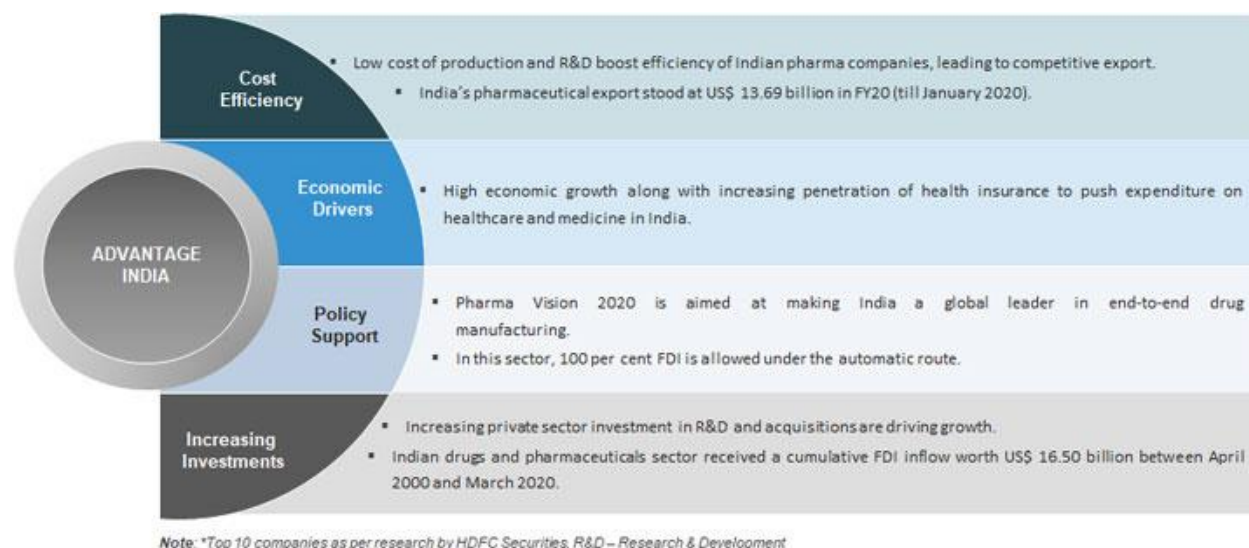 Cost
Efficiency
▪ Low cost of production and R&D boost efficiency of Indian pharma companies, leading to competitive export.
▪ India's pharmaceutical export stood at US$ 13.69 billion in FY20 (till January 2020).
ADVANTAGE
INDIA
Economic
Drivers
▪ High economic growth along with increasing penetration of health insurance to push expenditure on
healthcare and medicine in India.
Policy
Support
▪ Pharma Vision 2020 is aimed at making India a global leader in end-to-end drug
manufacturing.
▪ In this sector, 100 per cent FDI is allowed under the automatic route.
Increasing
Investments
▪ Increasing private sector investment in R&D and acquisitions are driving growth.
▪ Indian drugs and pharmaceuticals sector received a cumulative FDI inflow worth US$ 16.50 billion between April
2000 and March 2020.
Note: *Top 10 companies as per research by HDFC Securities, R&D – Research & Development